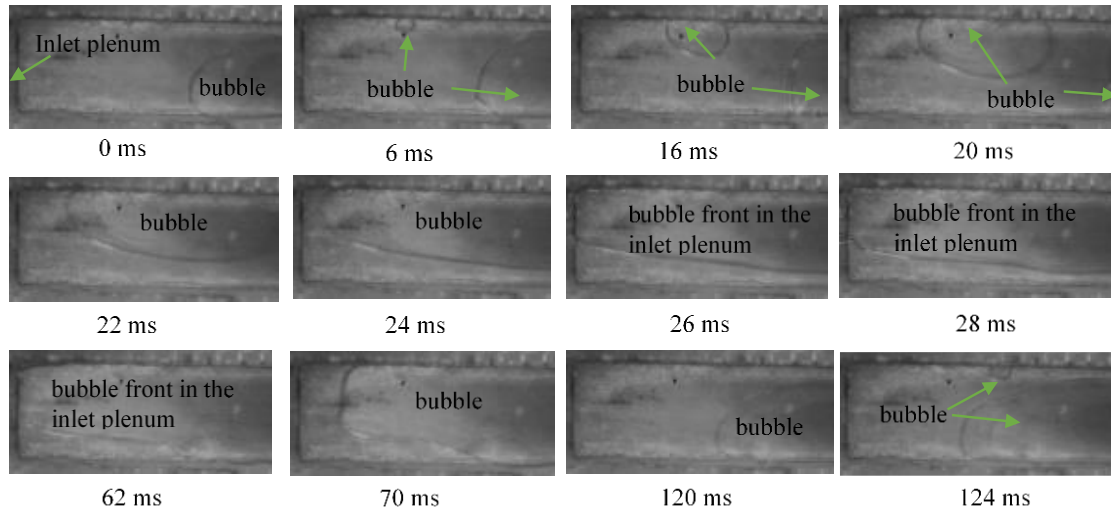 Inlet plenum
bubble
bubble
bubble
bubble
0 ms
6 ms
16 ms
20 ms
bubble
bubble
bubble front in the
inlet plenum
bubble front in the
inlet plenum
22 ms
24 ms
26 ms
28 ms
bubble front in the
inlet plenum
bubble
bubble
bubble
62 ms
70 ms
120 ms
124 ms